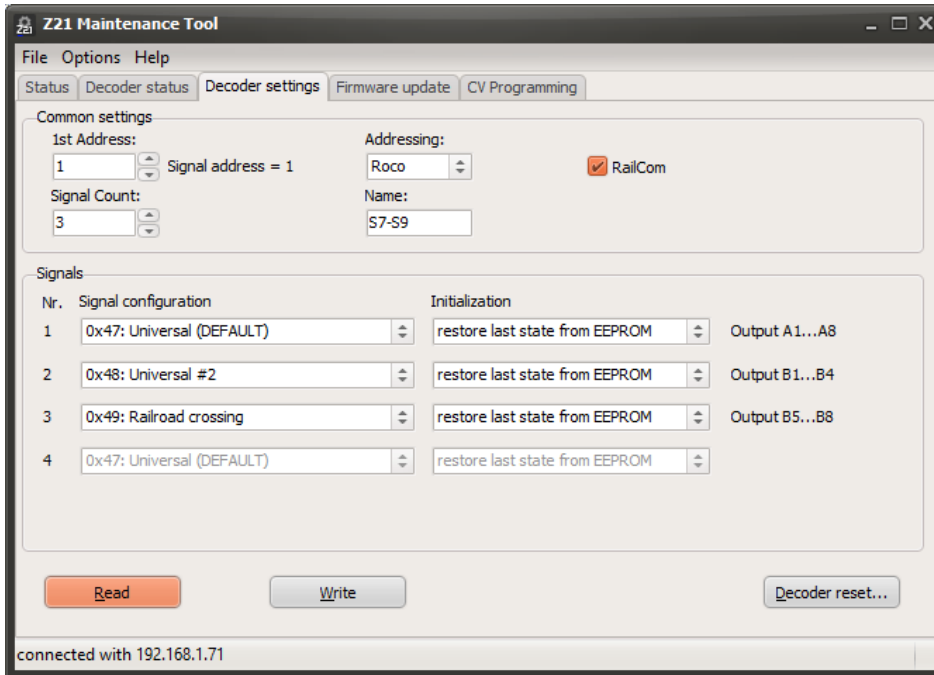 Z21 Z21 Maintenance Tool
File Options Help
Status Decoder status Decoder settings Firmware update CV Programming
Common settings
1st Address: Addressing:
1 Signal address = 1 Roco RailCom
Signal Count: Name:
3 S7-S9
Signals
Nr. Signal configuration Initialization
1 0x47: Universal (DEFAULT) restore last state from EEPROM Output A1...A8
2 0x48: Universal #2 restore last state from EEPROM Output B1...B4
3 0x49: Railroad crossing restore last state from EEPROM Output B5...B8
4 0x47: Universal (DEFAULT) restore last state from EEPROM
Read Write Decoder reset...
connected with 192.168.1.71